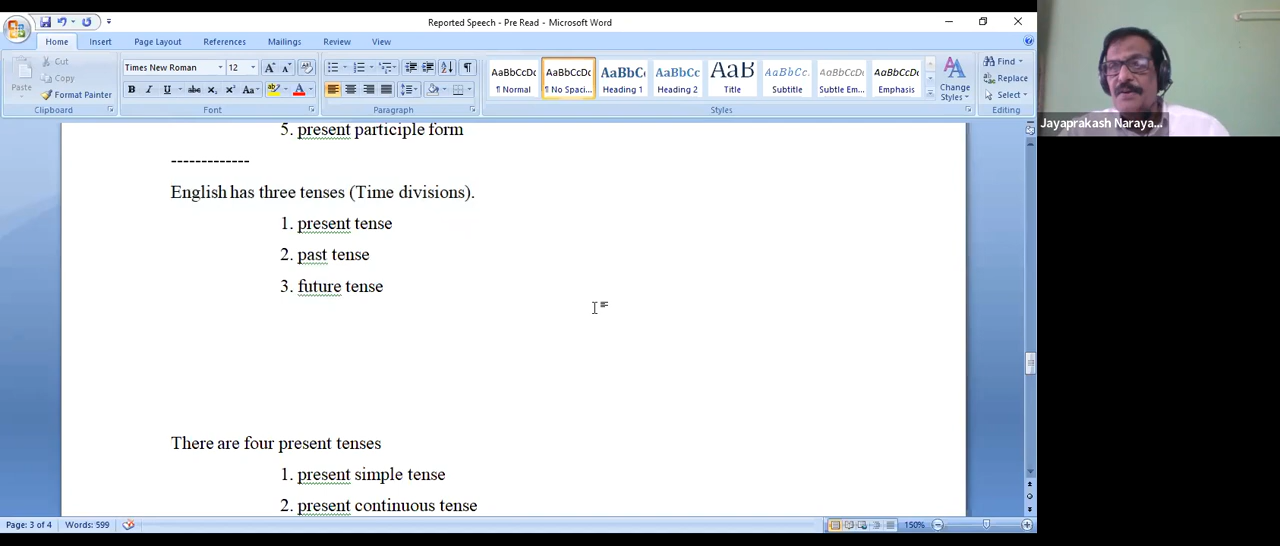 Reported Speech - Pre Read - Microsoft Word
Home Insert Page Layout References Mailings Review View
Paste
Cut
Copy
Format Painter
Clipboard
Times New Roman 12
Font
Paragraph
AaBbCcDc AaBbCcDc AaBbC AaBbCc AaB AaBbCc. AaBbCcDc AaBbCcDc
¶ Normal ¶ No Spaci... Heading 1 Heading 2 Title Subtitle Subtle Em... Emphasis
Change
Styles
Styles
Find
Replace
Select
Editing
Jayaprakash Naraya...
5. present participle form
-------------
English has three tenses (Time divisions).
1. present tense
2. past tense
3. future tense
There are four present tenses
1. present simple tense
2. present continuous tense
Page: 3 of 4 Words: 599 150%